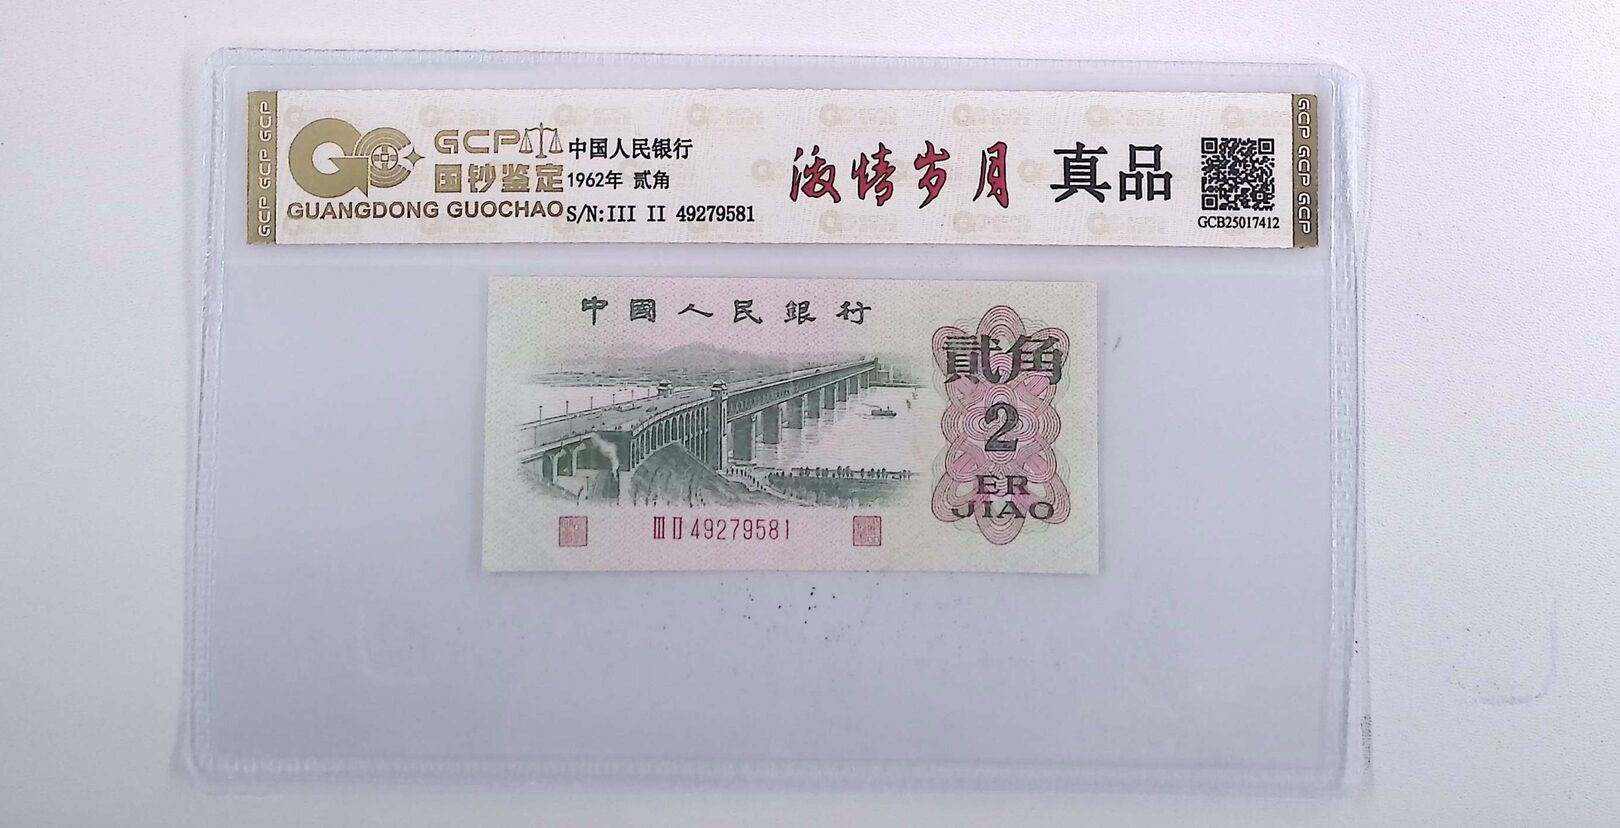 GCP GCP GCP
GCP
国钞鉴定
GUANGDONG GUOCHAO
中国人民银行
1962年 贰角
S/N:III II 49279581
激情岁月 真品
GCB25017412
GCP GCP GCP
中國人民銀行
貳角
2
ER
JIAO
III II 49279581